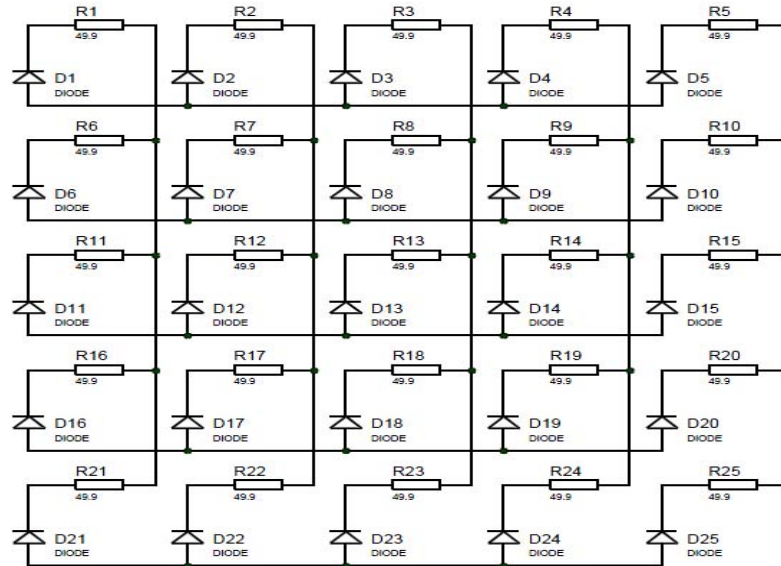 R1 R2 R3 R4 R5
49.9 49.9 49.9 49.9 49.9
D1 D2 D3 D4 D5
DIODE DIODE DIODE DIODE DIODE
R6 R7 R8 R9 R10
49.9 49.9 49.9 49.9 49.9
D6 D7 D8 D9 D10
DIODE DIODE DIODE DIODE DIODE
R11 R12 R13 R14 R15
49.9 49.9 49.9 49.9 49.9
D11 D12 D13 D14 D15
DIODE DIODE DIODE DIODE DIODE
R16 R17 R18 R19 R20
49.9 49.9 49.9 49.9 49.9
D16 D17 D18 D19 D20
DIODE DIODE DIODE DIODE DIODE
R21 R22 R23 R24 R25
49.9 49.9 49.9 49.9 49.9
D21 D22 D23 D24 D25
DIODE DIODE DIODE DIODE DIODE